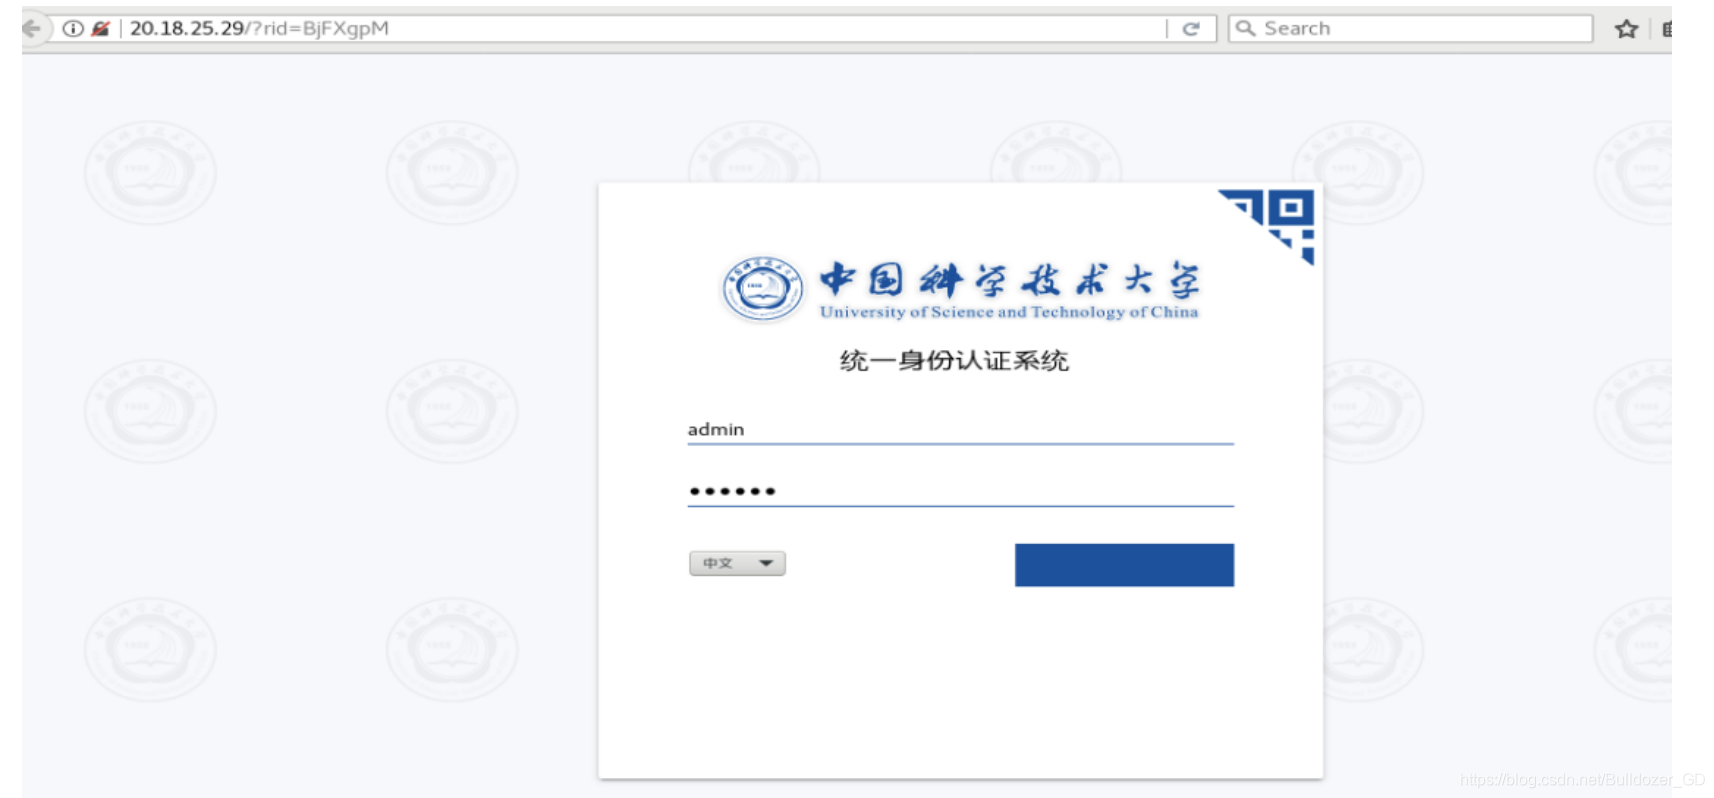 20.18.25.29/?rid=BjFXgpM
Search
中国科学技术大学
University of Science and Technology of China
统一身份认证系统
admin
••••••
中文
https://blog.csdn.net/Bulldozer_GD